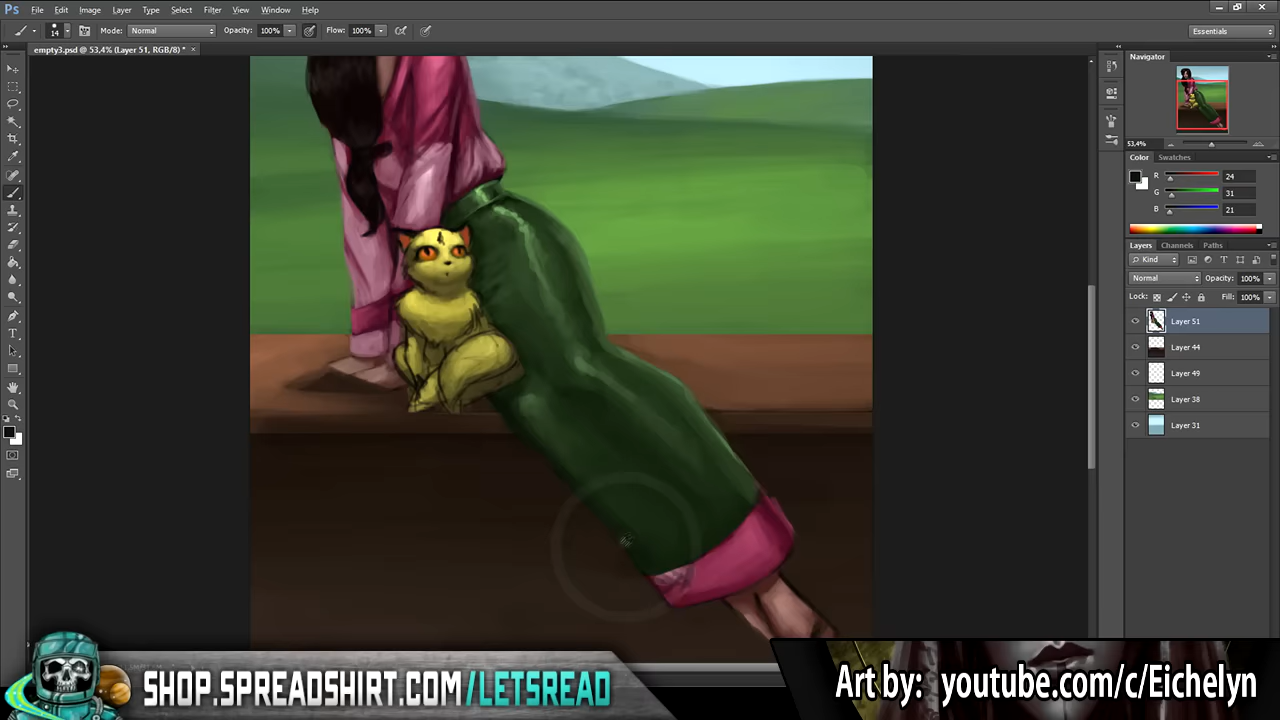 Ps File Edit Image Layer Type Select Filter 3D View Window Help
14 Mode: Normal Opacity: 100% Flow: 100% Essentials
empty3.psd @ 53,4% (Layer 51, RGB/8) * ×
Navigator
53,4%
Color Swatches
R 24
G 31
B 21
Layers Channels Paths
Kind
Normal Opacity: 100%
Lock: Fill: 100%
Layer 51
Layer 44
Layer 49
Layer 38
Layer 31
SHOP.SPREADSHIRT.COM/LETSREAD
Art by: youtube.com/c/Eichelyn